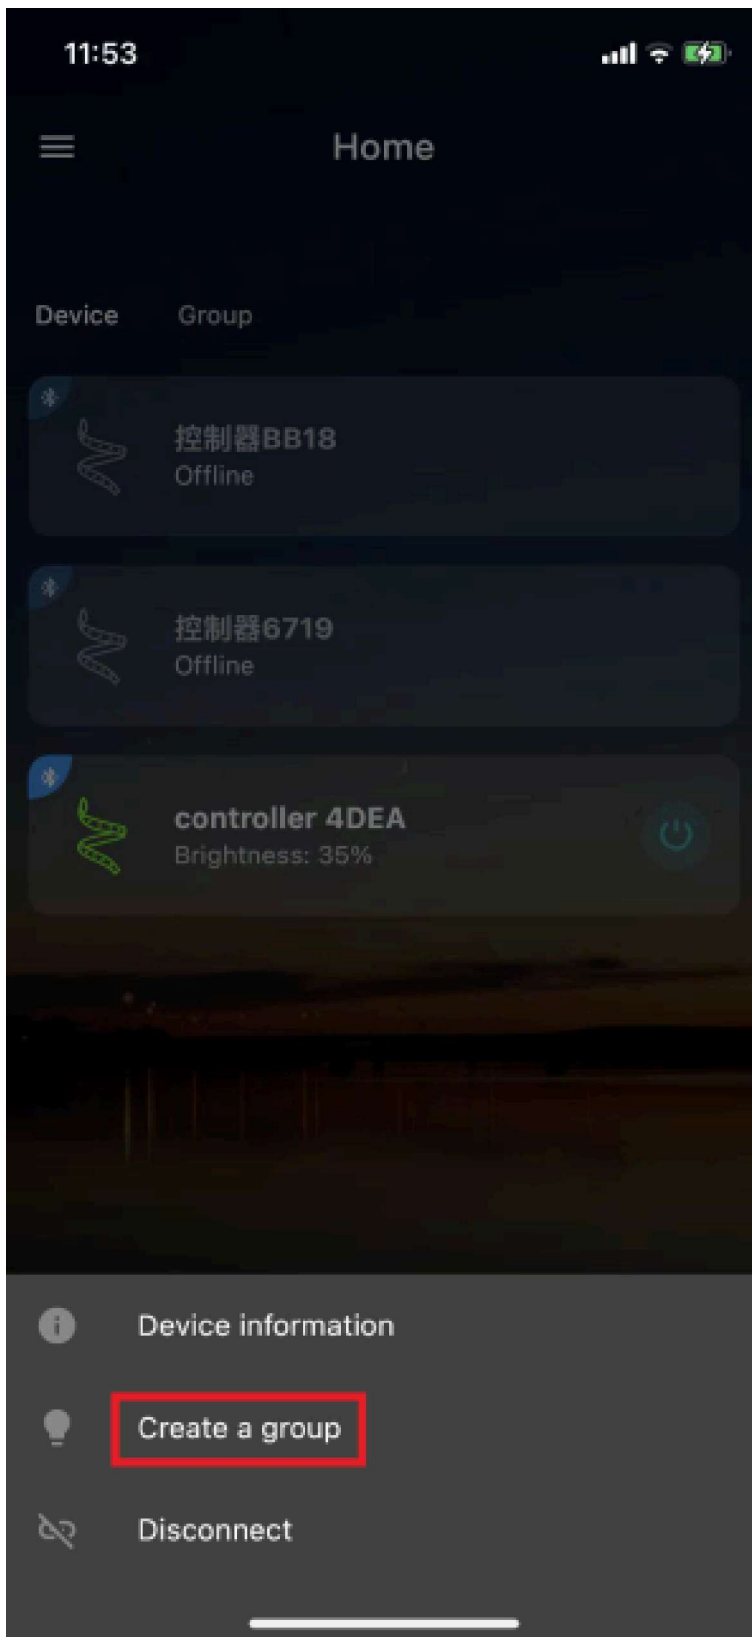 11:53
Home
Device Group
控制器BB18
Offline
控制器6719
Offline
controller 4DEA
Brightness: 35%
Device information
Create a group
Disconnect